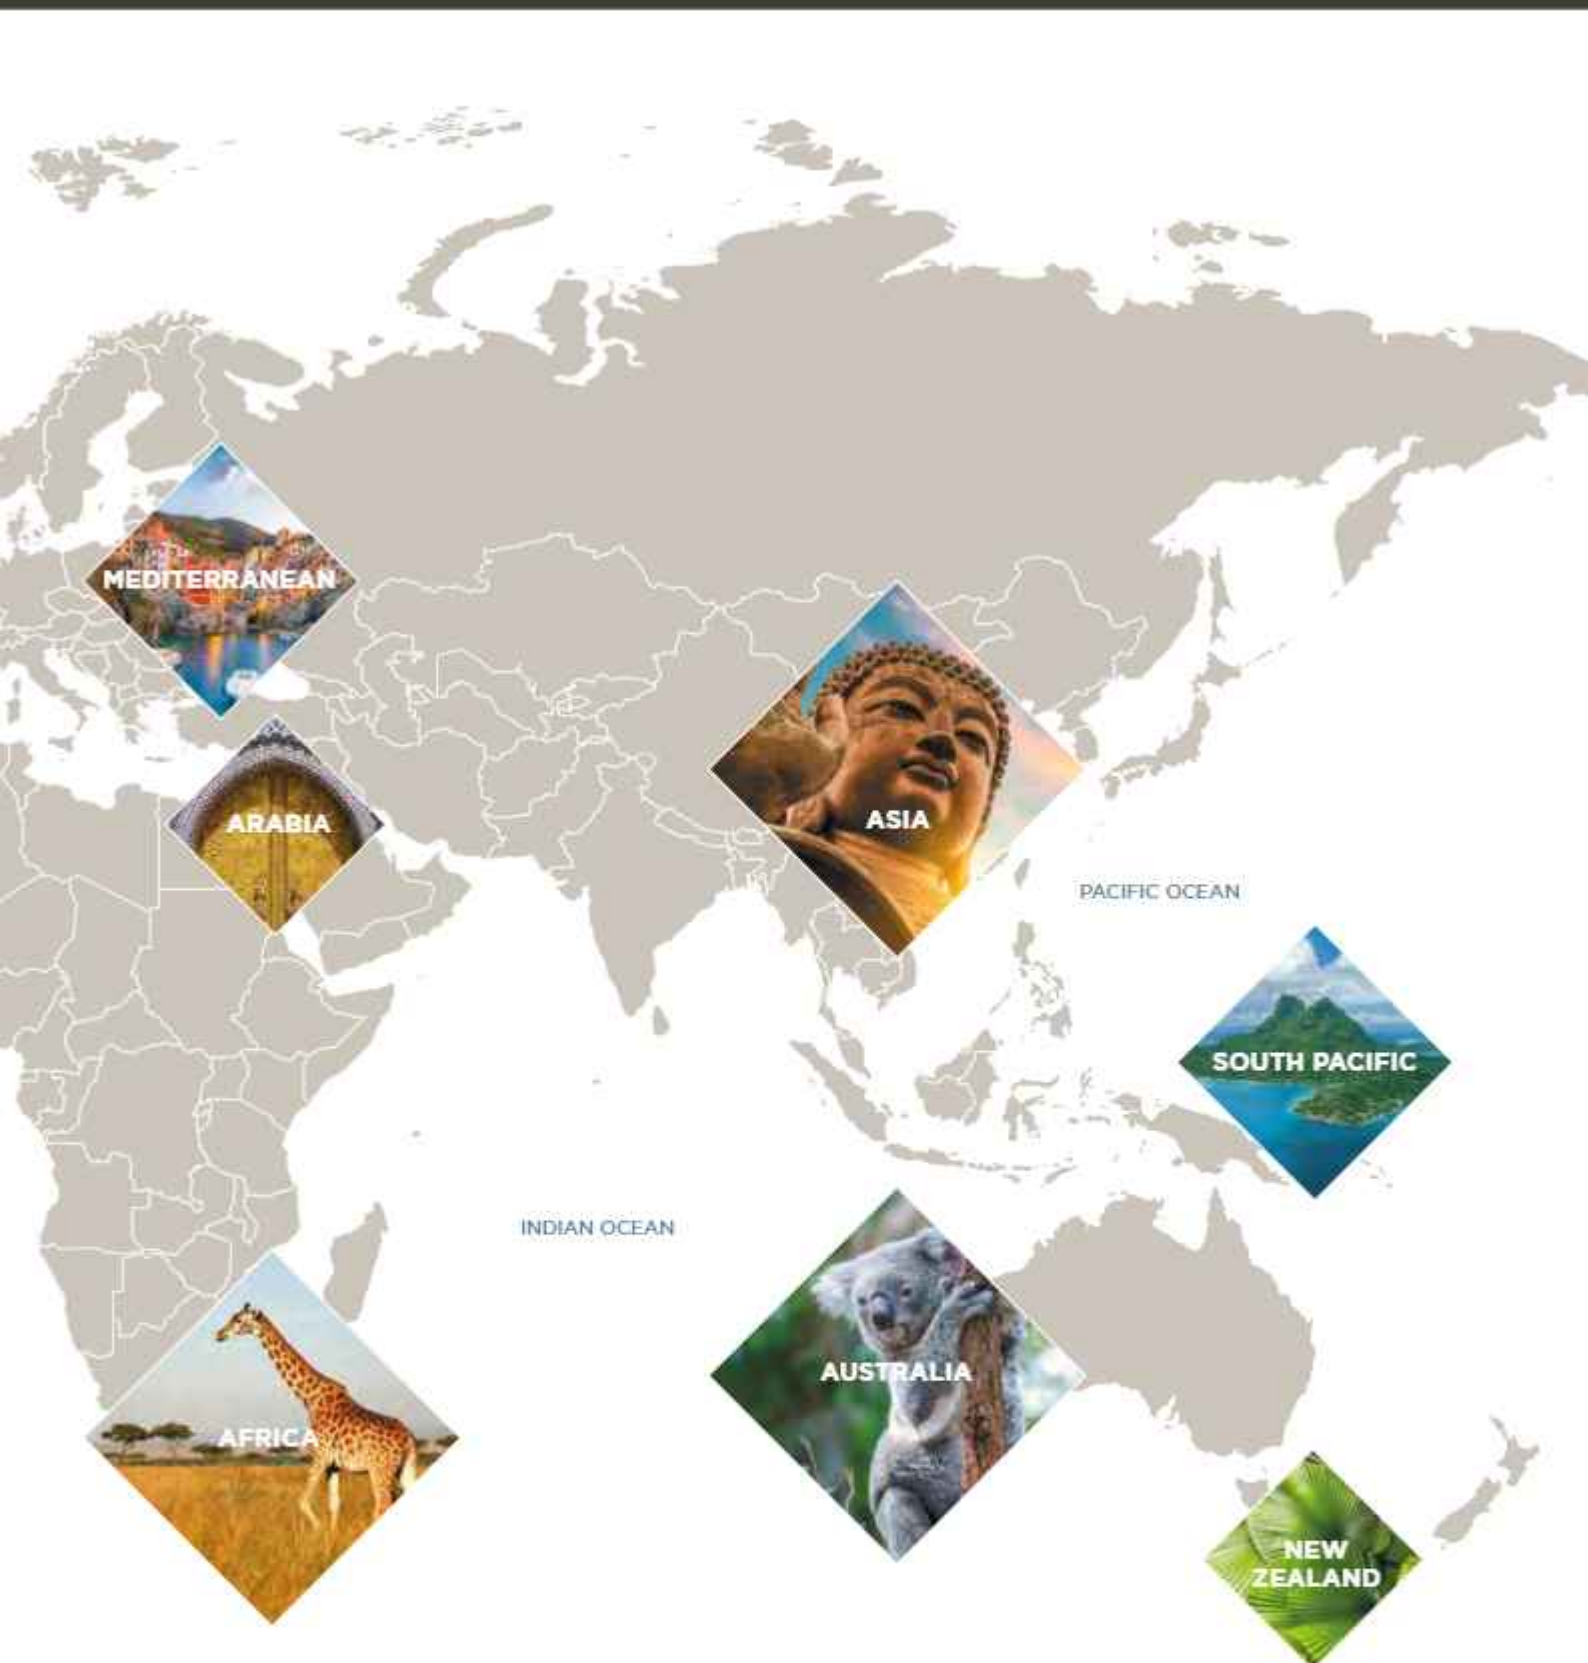 MEDITERRANEAN
ARABIA
ASIA
PACIFIC OCEAN
SOUTH PACIFIC
INDIAN OCEAN
AUSTRALIA
AFRICA
NEW
ZEALAND